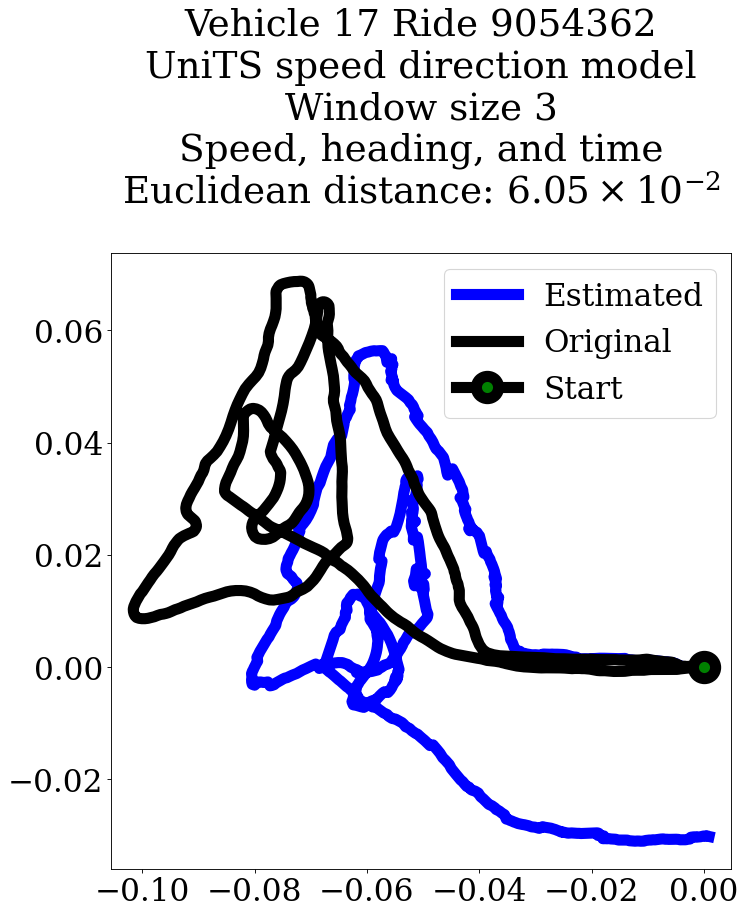 Vehicle 17 Ride 9054362
UniTS speed direction model
Window size 3
Speed, heading, and time
Euclidean distance: 6.05 × 10⁻²
Estimated
Original
Start
0.06
0.04
0.02
0.00
−0.02
−0.10 −0.08 −0.06 −0.04 −0.02 0.00